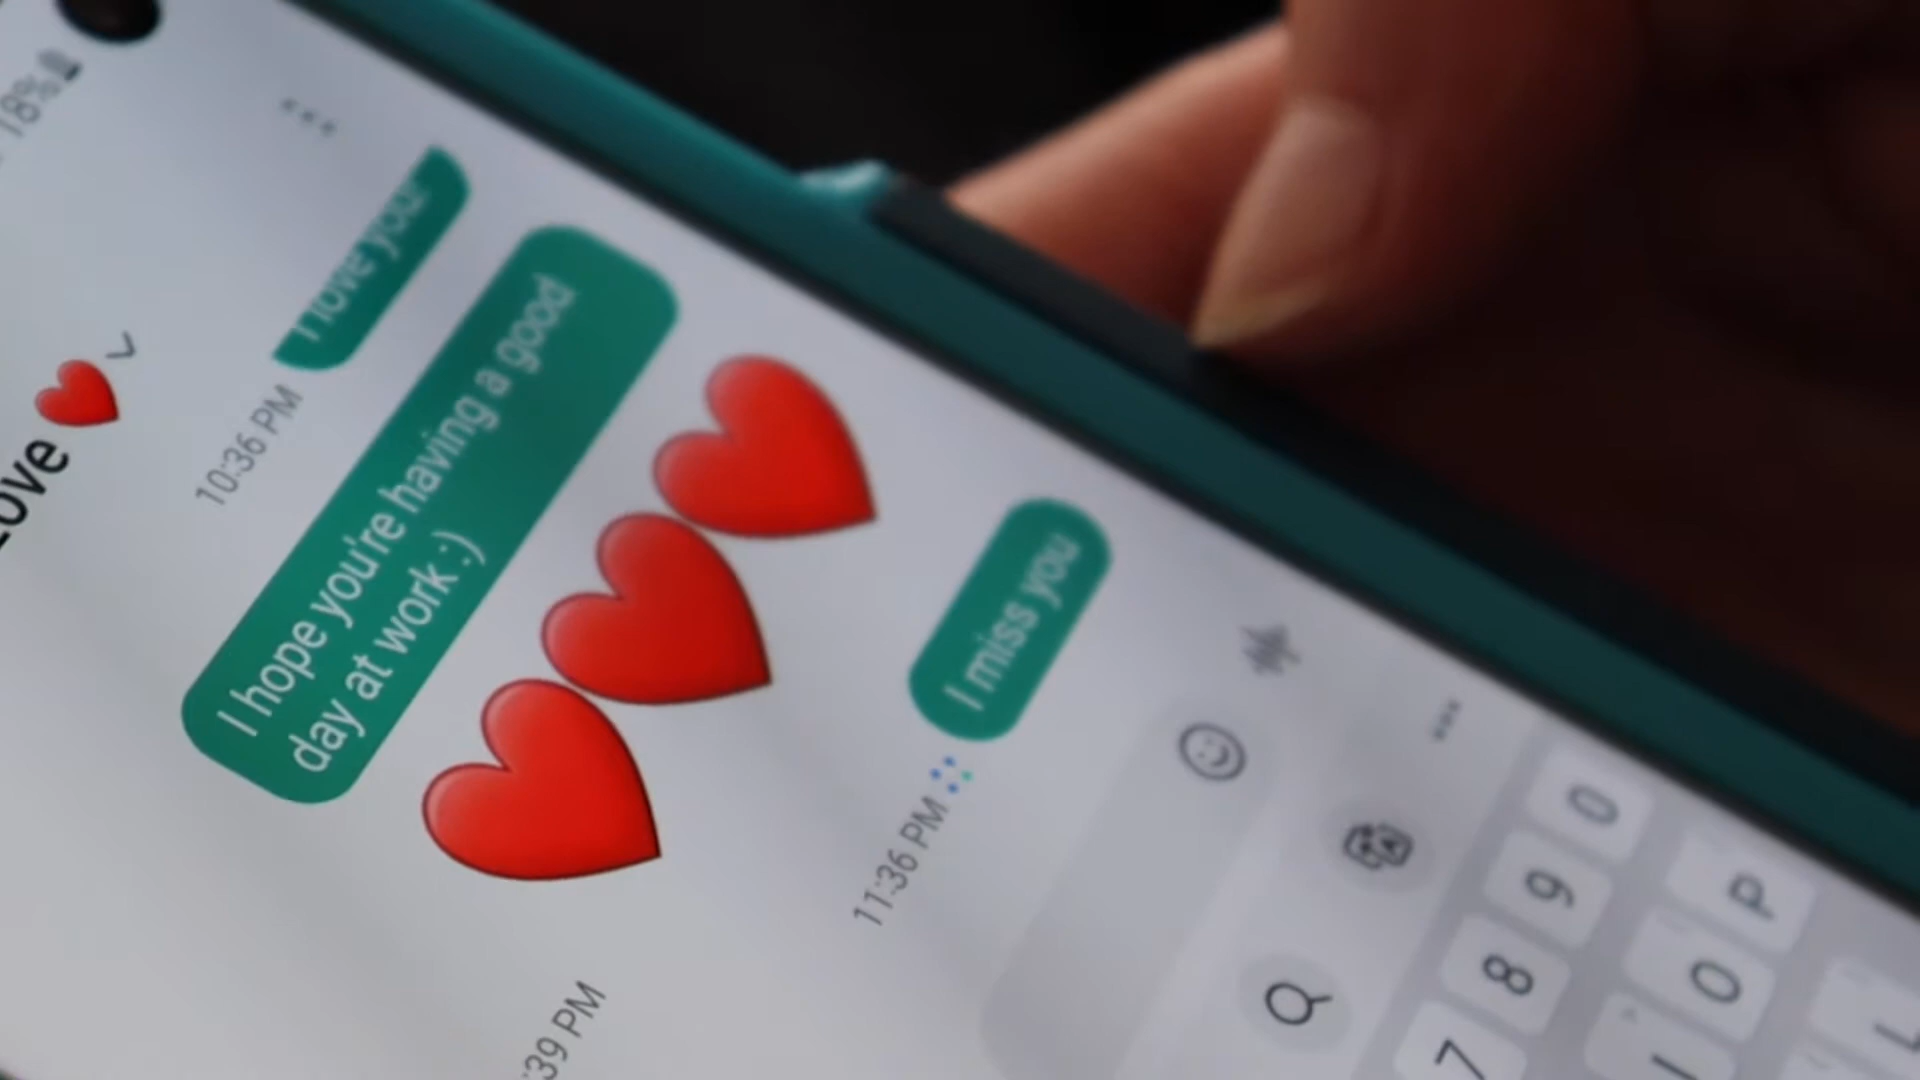 18%
Love ❤️
I love you
10:36 PM
I hope you're having a good
day at work :)
❤️❤️❤️
:39 PM
I miss you
11:36 PM
7 8 9 0
I O P
L